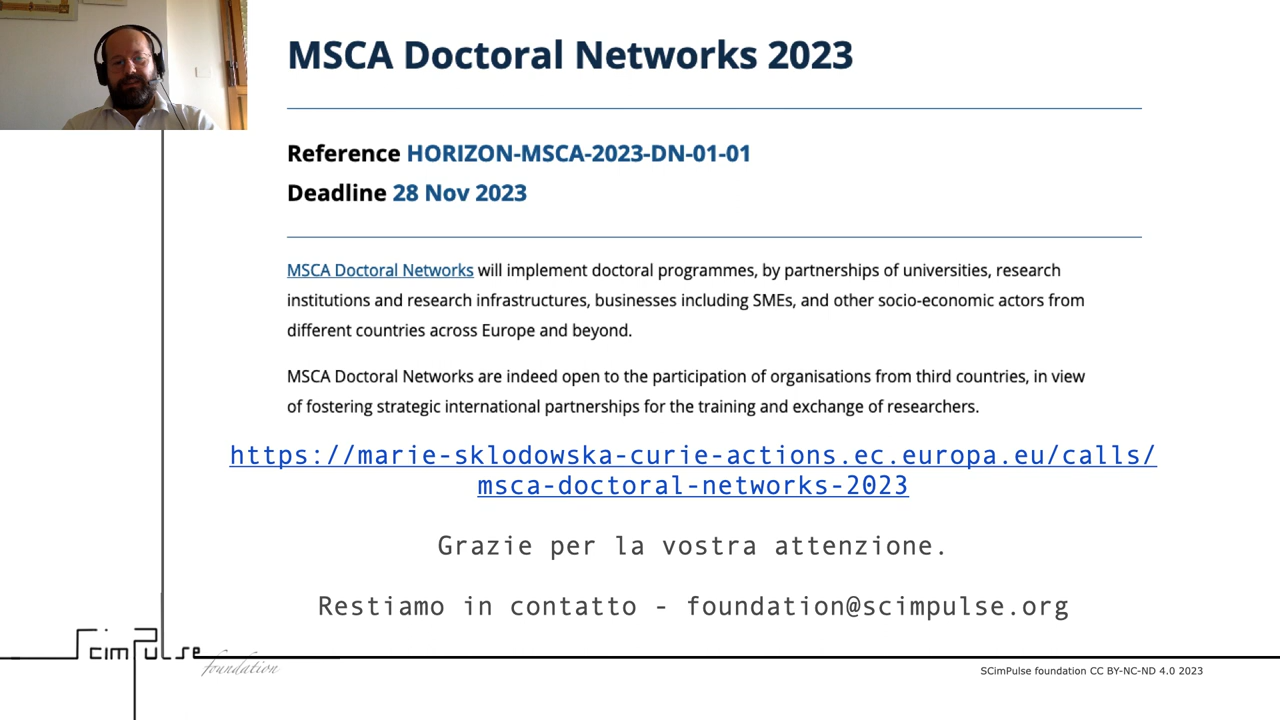 MSCA Doctoral Networks 2023
Reference HORIZON-MSCA-2023-DN-01-01
Deadline 28 Nov 2023
MSCA Doctoral Networks will implement doctoral programmes, by partnerships of universities, research
institutions and research infrastructures, businesses including SMEs, and other socio-economic actors from
different countries across Europe and beyond.
MSCA Doctoral Networks are indeed open to the participation of organisations from third countries, in view
of fostering strategic international partnerships for the training and exchange of researchers.
https://marie-sklodowska-curie-actions.ec.europa.eu/calls/
msca-doctoral-networks-2023
Grazie per la vostra attenzione.
Restiamo in contatto - foundation@scimpulse.org
scimpulse
foundation
SCimPulse foundation CC BY-NC-ND 4.0 2023